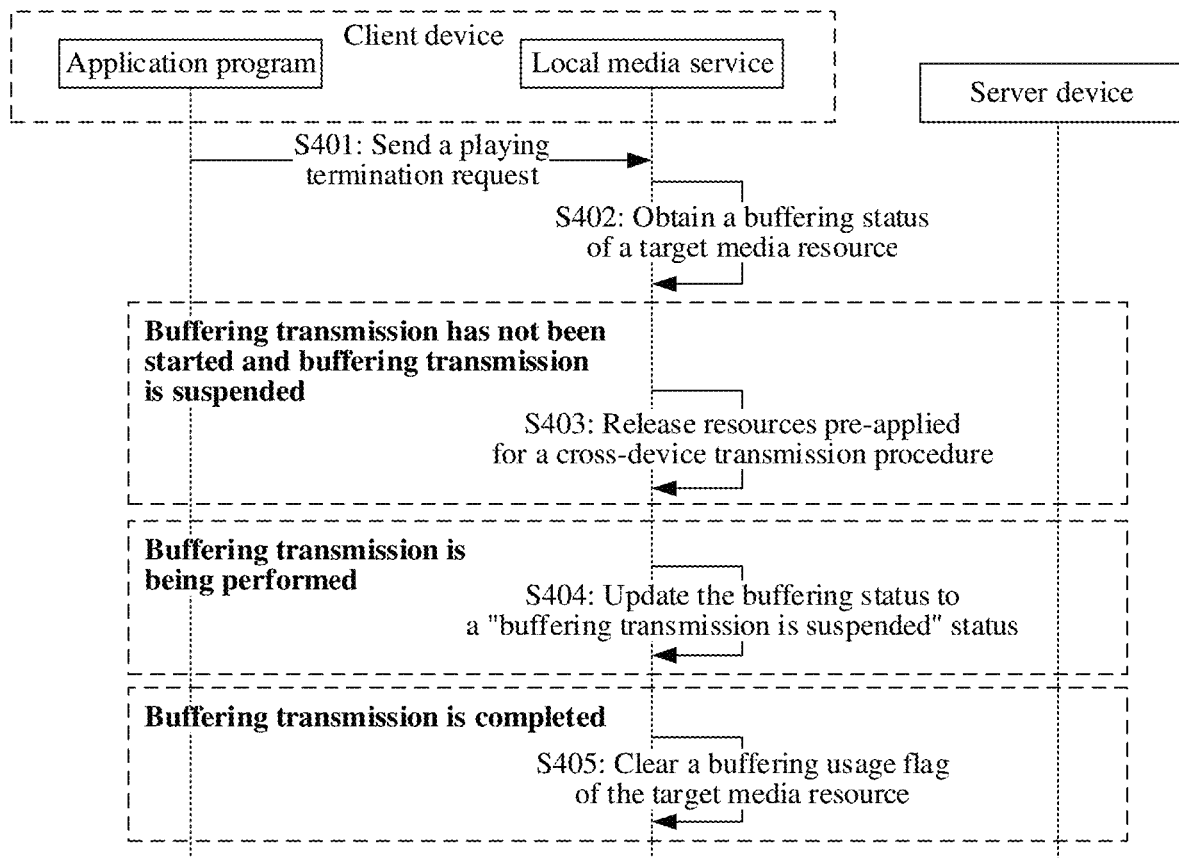 Client device
Application program
Local media service
Server device
S401: Send a playing
termination request
S402: Obtain a buffering status
of a target media resource
Buffering transmission has not been
started and buffering transmission
is suspended
S403: Release resources pre-applied
for a cross-device transmission procedure
Buffering transmission is
being performed
S404: Update the buffering status to
a "buffering transmission is suspended" status
Buffering transmission is completed
S405: Clear a buffering usage flag
of the target media resource